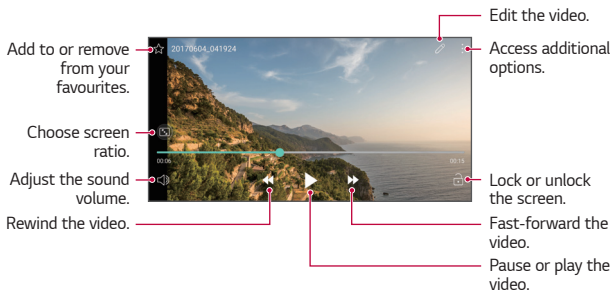 Edit the video.
Add to or remove
from your
favourites.
20170604_041924
Access additional
options.
Choose screen
ratio.
00:06
00:15
Adjust the sound
volume.
Lock or unlock
the screen.
Rewind the video.
Fast-forward the
video.
Pause or play the
video.